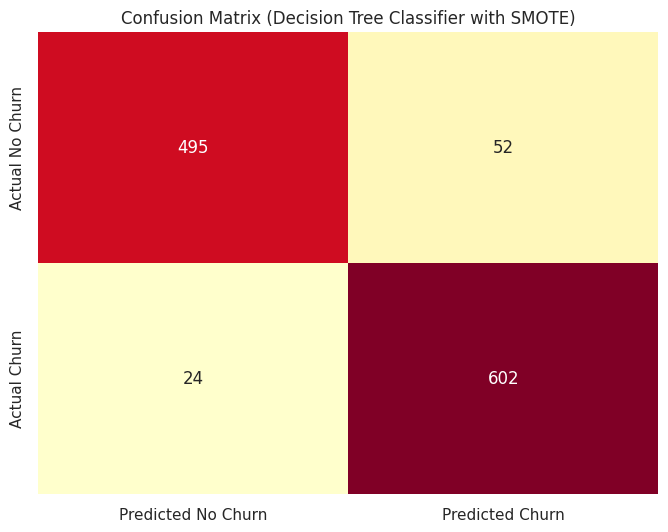 Confusion Matrix (Decision Tree Classifier with SMOTE)
Actual No Churn
495
52
Actual Churn
24
602
Predicted No Churn
Predicted Churn